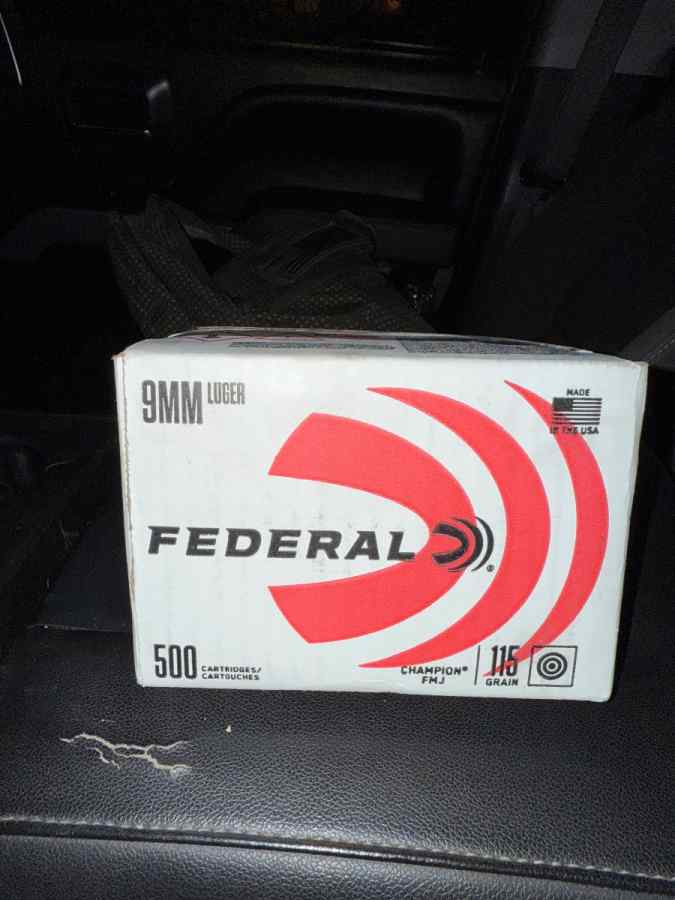 9MM LUGER
MADE
IN THE USA
FEDERAL ®
500 CARTRIDGES/
CARTOUCHES
CHAMPION®
FMJ
115
GRAIN